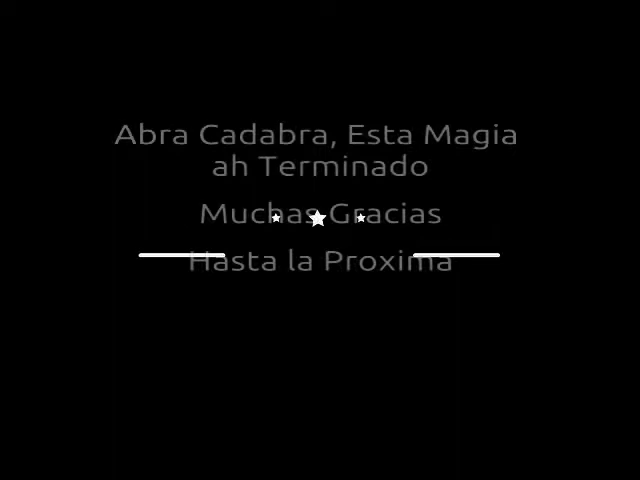 Abra Cadabra, Esta Magia
ah Terminado
Muchas Gracias
Hasta la Proxima